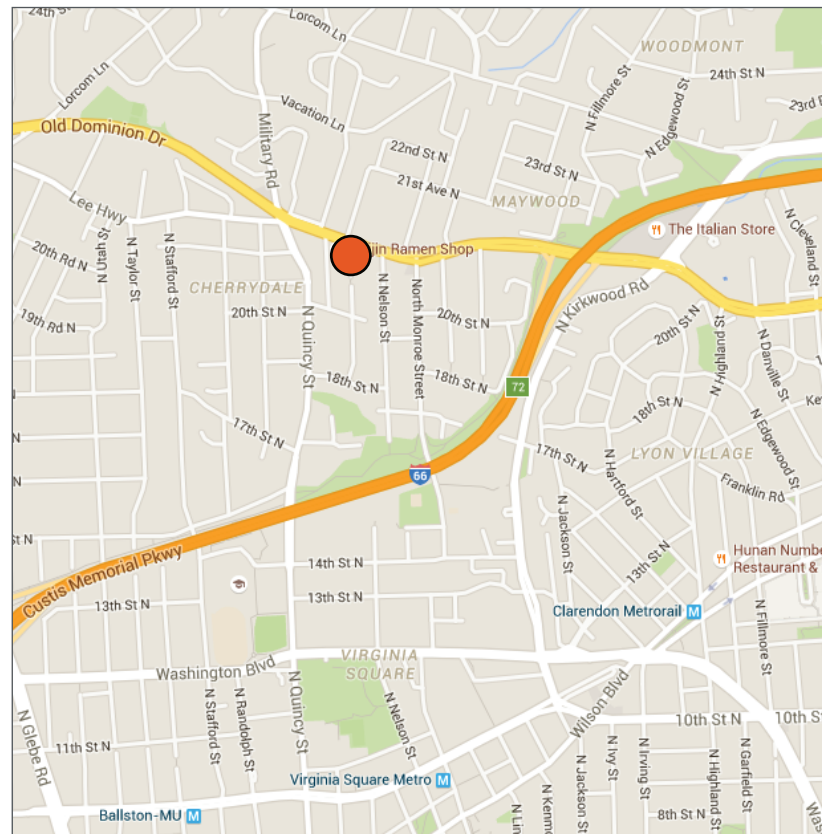 24th St N
Lorcom Ln
WOODMONT
24th St N
Lorcom Ln
N Fillmore St
N Edgewood St
23rd
Vacation Ln
Military Rd
Old Dominion Dr
22nd St N
23rd St N
21st Ave N
MAYWOOD
Lee Hwy
N Utah St
N Taylor St
N Stafford St
20th Rd N
jin Ramen Shop
The Italian Store
N Cleveland St
CHERRYDALE
N Nelson St
North Monroe Street
N Kirkwood Rd
20th St N
20th St N
20th St N
19th Rd N
N Quincy St
N Highland St
N Danville St
18th St N
18th St N
72
18th St N
Ke
17th St N
17th St N
LYON VILLAGE
N Edgewood St
N
66
N Hartford St
Franklin Rd
N
N Jackson St
St N
Custis Memorial Pkwy
14th St N
13th St N
Hunan Numbe
Restaurant &
13th St N
13th St N
Clarendon Metrorail M
N Fillmore St
VIRGINIA
SQUARE
Washington Blvd
N Glebe Rd
N Stafford St
N Randolph St
N Quincy St
N Nelson St
Wilson Blvd
10th St N
10th
11th St N
Virginia Square Metro M
N Ivy St
N Irving St
N Jackson St
N Highland St
N Garfield St
Ballston-MU M
N Lin
N Kenmo
8th St N
Was